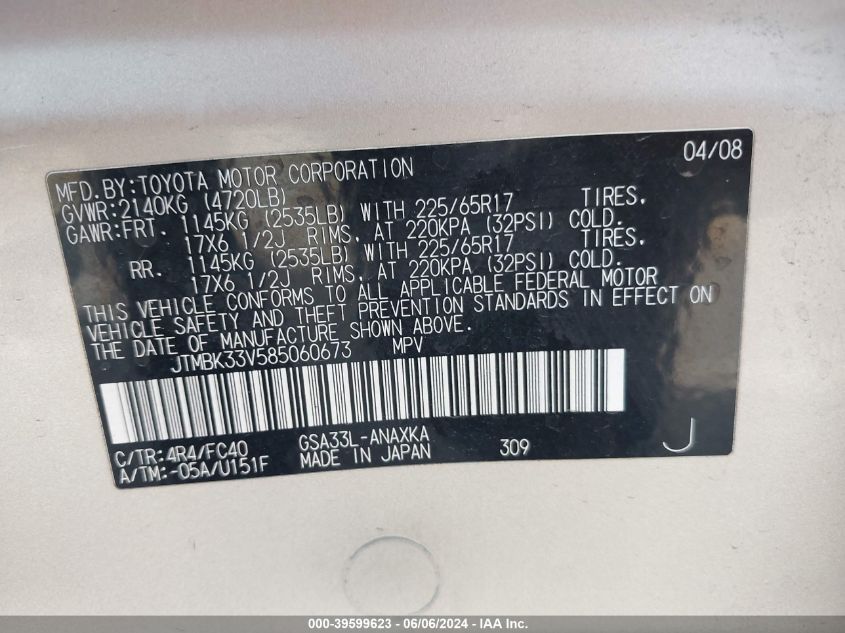 04/08
MFD.BY:TOYOTA MOTOR CORPORATION
GVWR:2140KG (4720LB)
GAWR:FRT. 1145KG (2535LB) WITH 225/65R17 TIRES,
17X6 1/2J RIMS, AT 220KPA (32PSI) COLD.
RR. 1145KG (2535LB) WITH 225/65R17 TIRES,
17X6 1/2J RIMS, AT 220KPA (32PSI) COLD.
THIS VEHICLE CONFORMS TO ALL APPLICABLE FEDERAL MOTOR
VEHICLE SAFETY AND THEFT PREVENTION STANDARDS IN EFFECT ON
THE DATE OF MANUFACTURE SHOWN ABOVE.
JTMBK33V585060673 MPV
C/TR:4R4/FC40 GSA33L-ANAXKA
A/TM:-05A/U151F MADE IN JAPAN 309 J
000-39599623 / 06/06/2024 - IAA Inc.